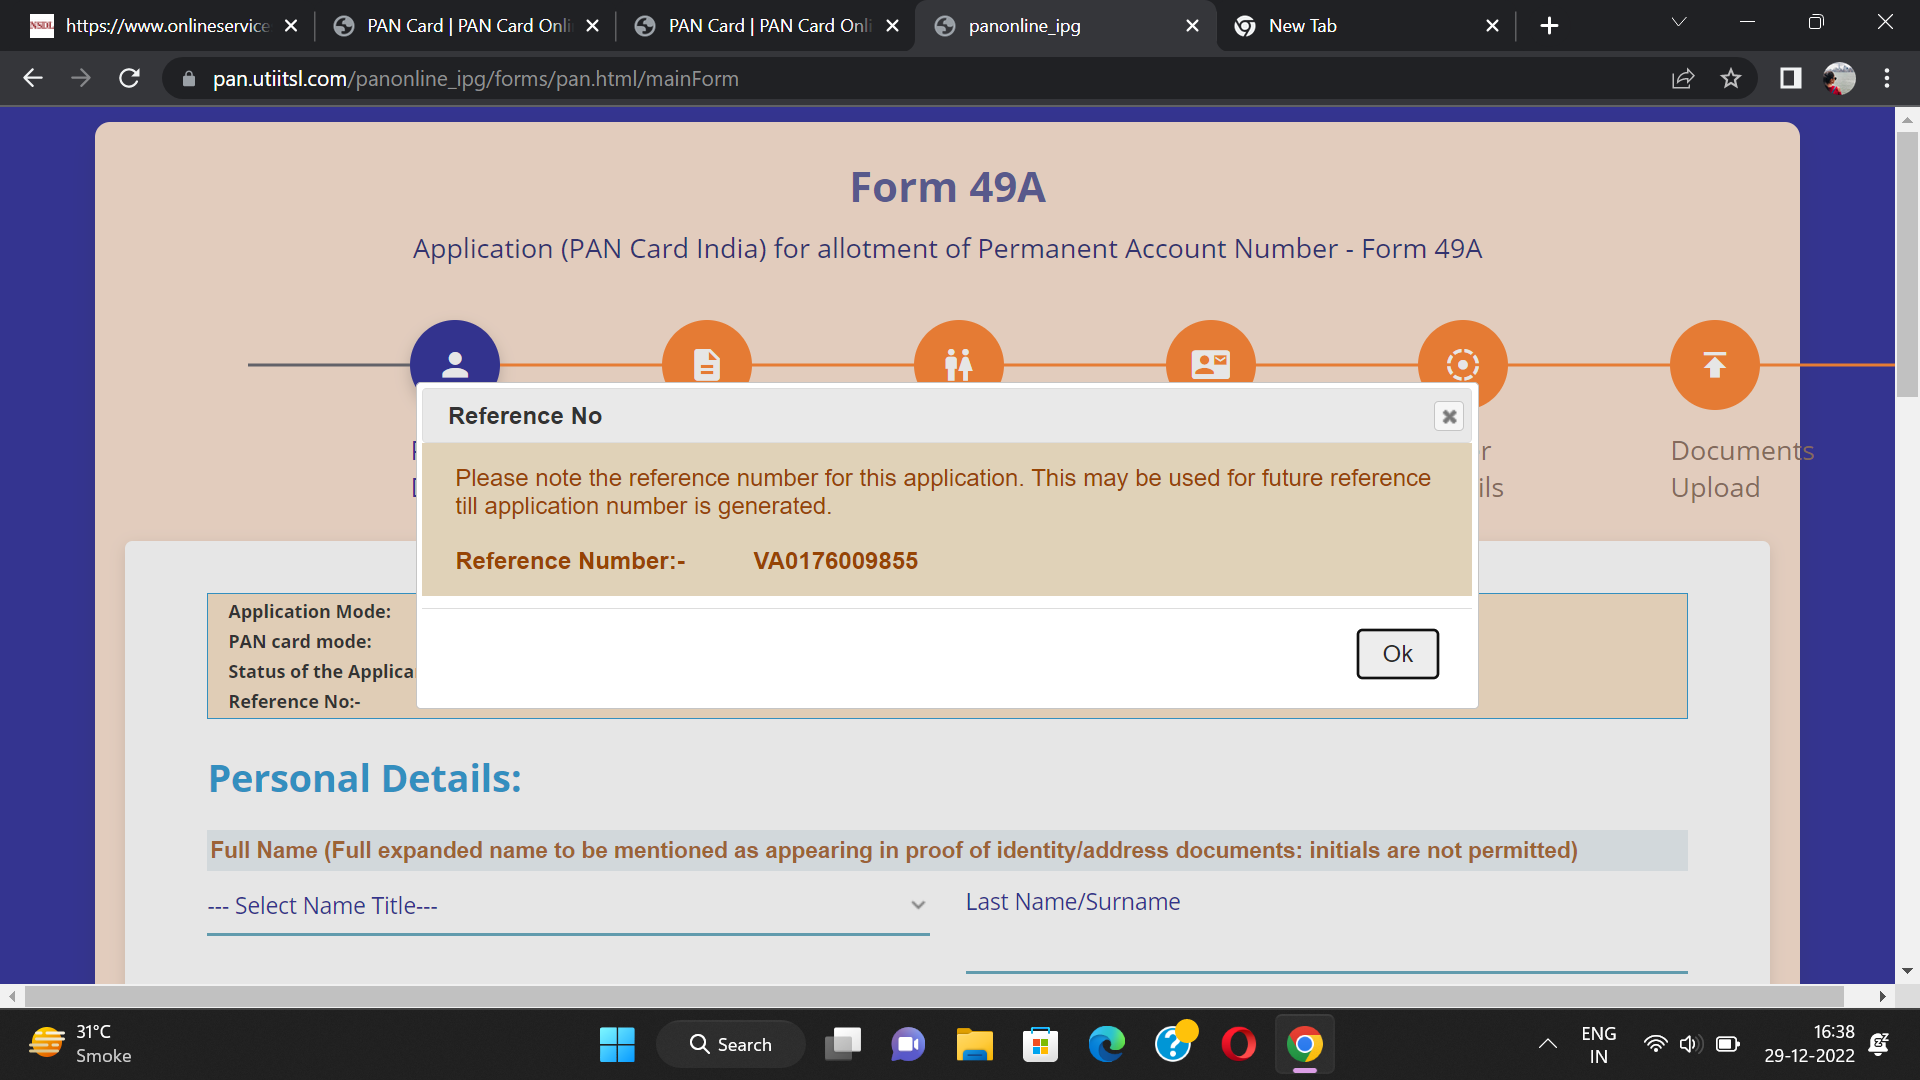 NSDL https://www.onlineservice
PAN Card | PAN Card Onli
PAN Card | PAN Card Onli
panonline_ipg
New Tab
pan.utiitsl.com/panonline_ipg/forms/pan.html/mainForm
Form 49A
Application (PAN Card India) for allotment of Permanent Account Number - Form 49A
Documents
Upload
r
ils
Reference No
Please note the reference number for this application. This may be used for future reference
till application number is generated.
Reference Number:- VA0176009855
Ok
Application Mode:
PAN card mode:
Status of the Applica
Reference No:-
Personal Details:
Full Name (Full expanded name to be mentioned as appearing in proof of identity/address documents: initials are not permitted)
--- Select Name Title---
Last Name/Surname
31°C
Smoke
Search
ENG
IN
16:38
29-12-2022